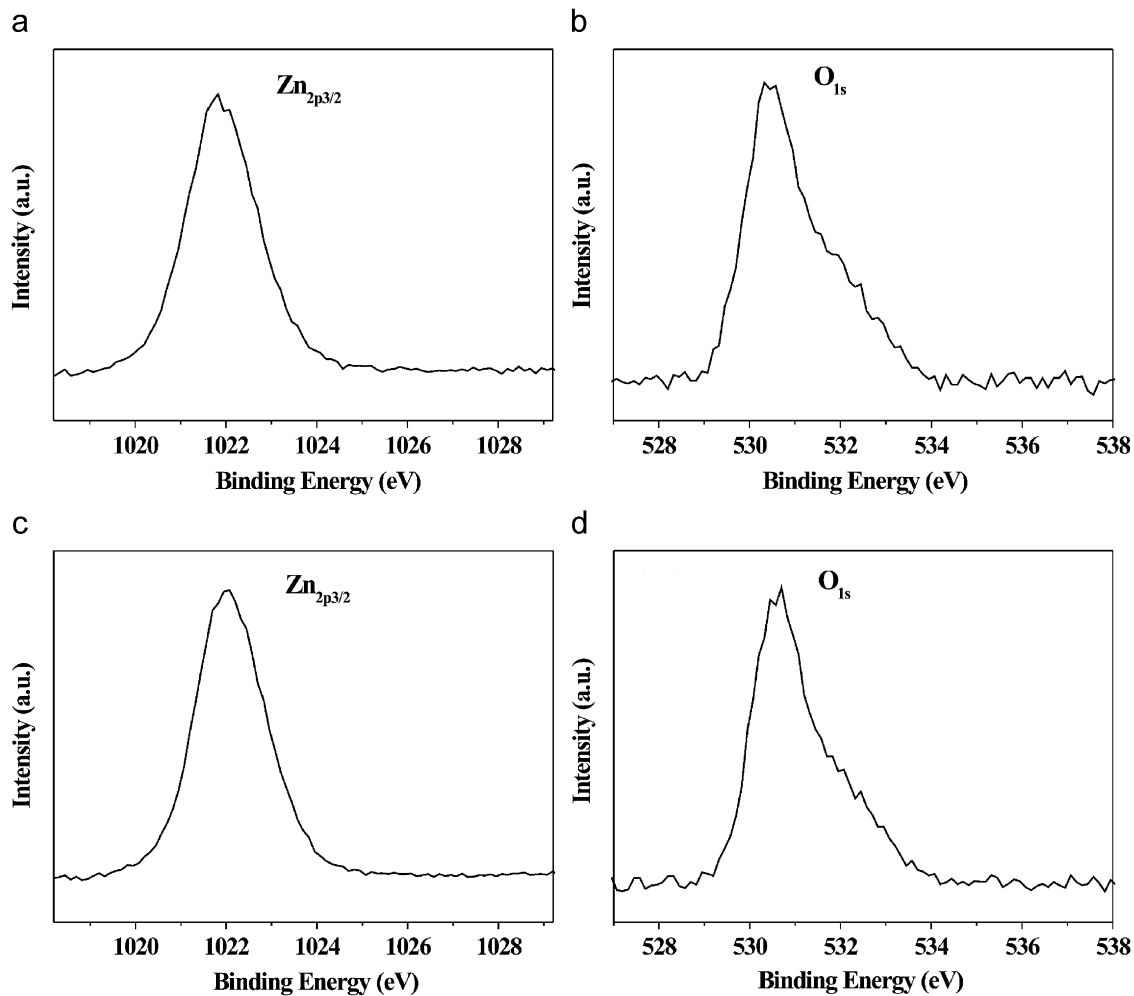 a
Zn2p3/2
Intensity (a.u.)
1020 1022 1024 1026 1028
Binding Energy (eV)
b
O1s
Intensity (a.u.)
528 530 532 534 536 538
Binding Energy (eV)
c
Zn2p3/2
Intensity (a.u.)
1020 1022 1024 1026 1028
Binding Energy (eV)
d
O1s
Intensity (a.u.)
528 530 532 534 536 538
Binding Energy (eV)